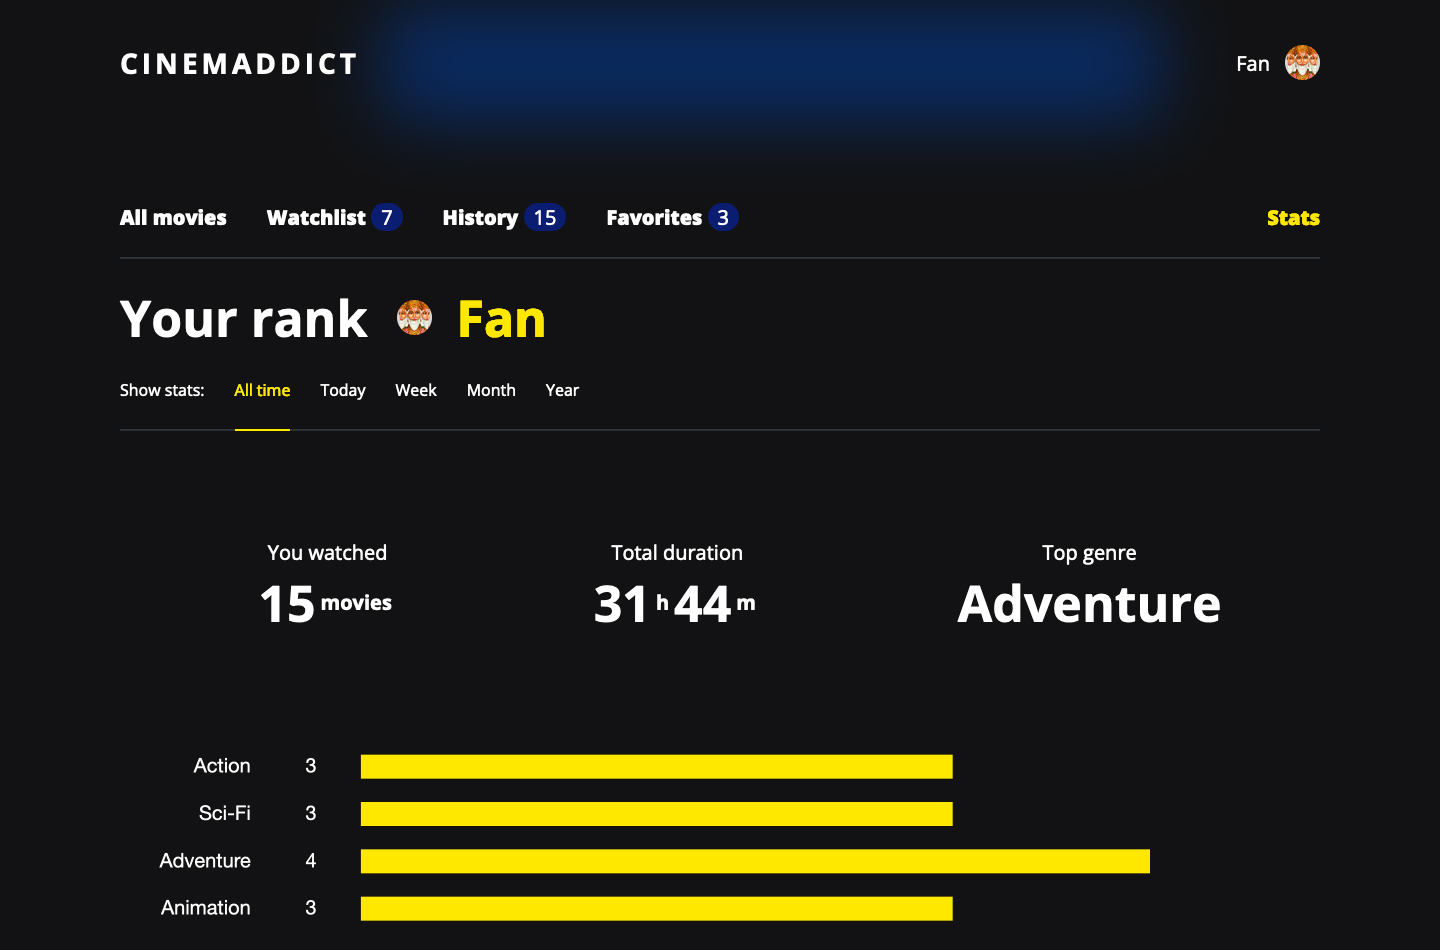 CINEMADDICT
Fan
All movies Watchlist 7 History 15 Favorites 3 Stats
Your rank Fan
Show stats: All time Today Week Month Year
You watched Total duration Top genre
15 movies 31 h 44 m Adventure
Action 3
Sci-Fi 3
Adventure 4
Animation 3